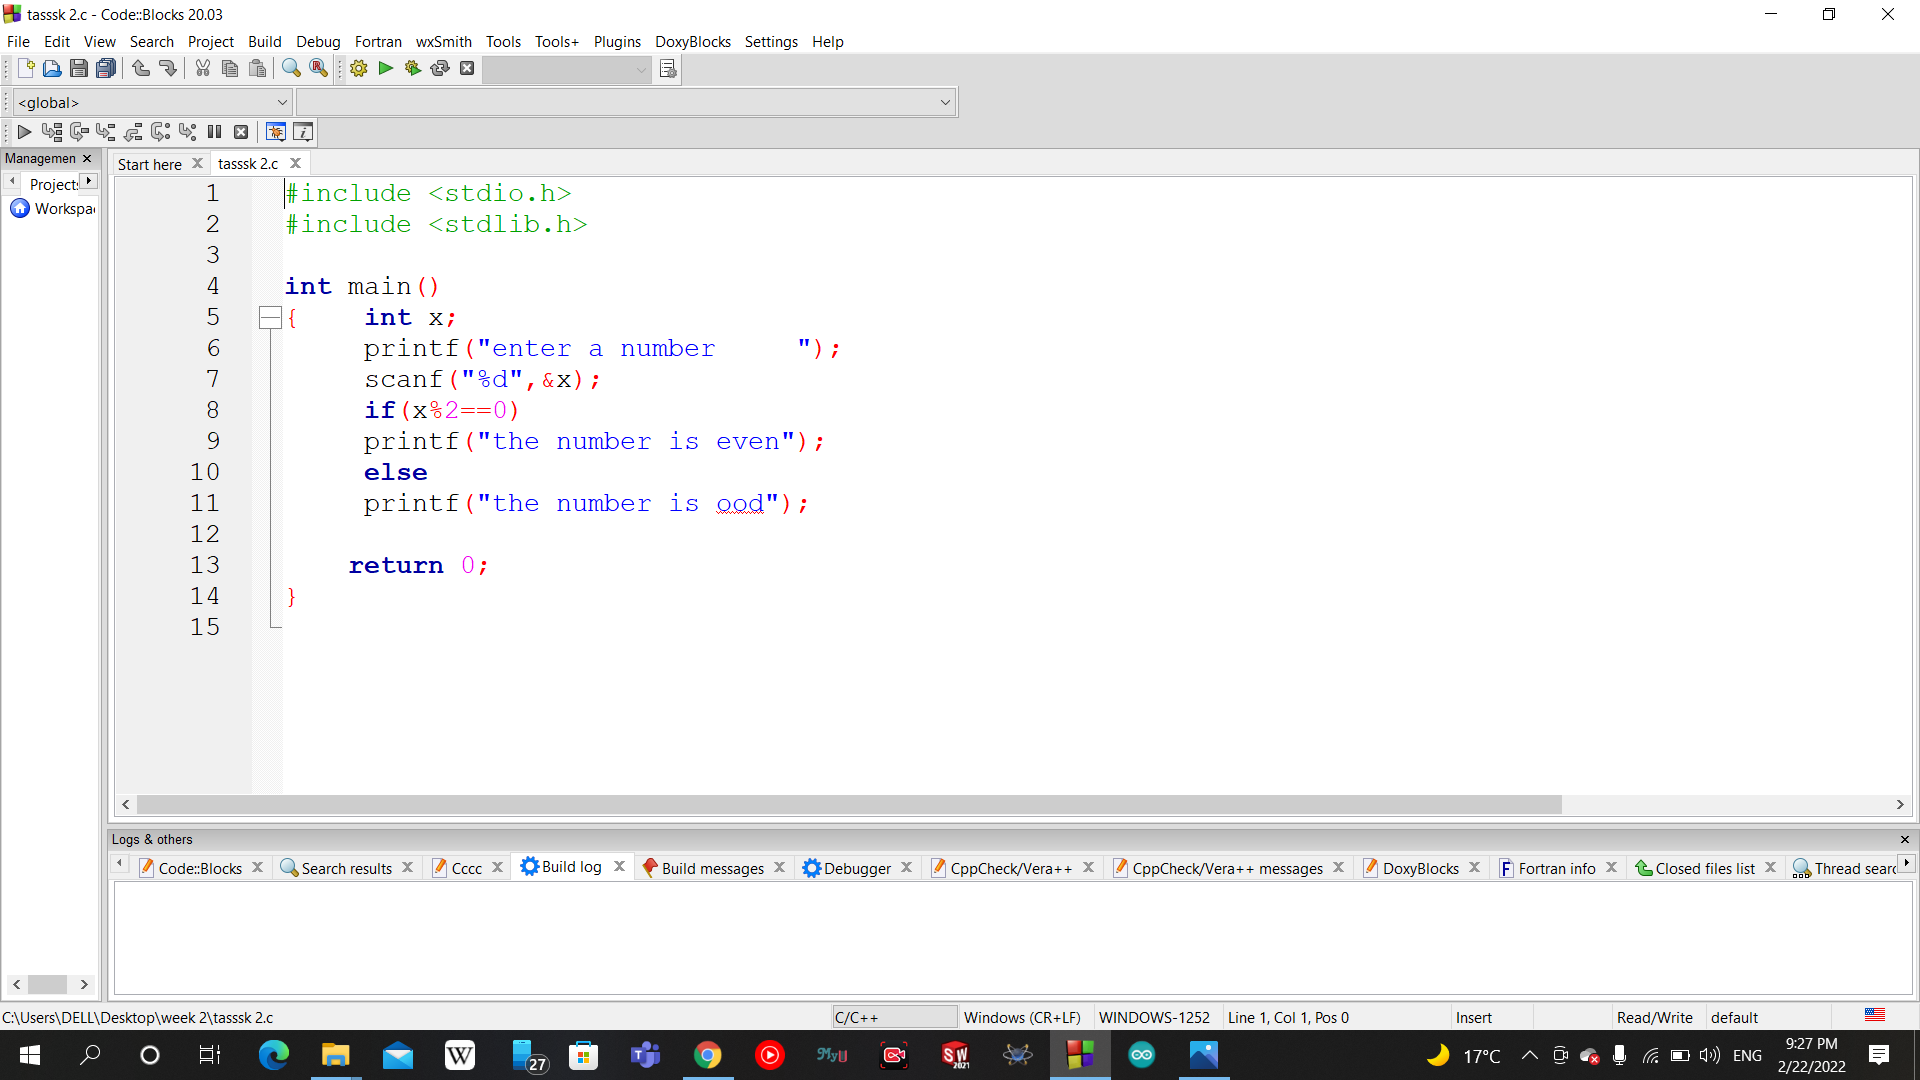 tasssk 2.c - Code::Blocks 20.03
File Edit View Search Project Build Debug Fortran wxSmith Tools Tools+ Plugins DoxyBlocks Settings Help
<global>
Managemen
Start here tasssk 2.c
Projects
Workspa
1 #include <stdio.h>
2 #include <stdlib.h>
3
4 int main()
5 { int x;
6 printf("enter a number     ");
7 scanf("%d",&x);
8 if(x%2==0)
9 printf("the number is even");
10 else
11 printf("the number is ood");
12
13 return 0;
14 }
15
Logs & others
Code::Blocks Search results Cccc Build log Build messages Debugger CppCheck/Vera++ CppCheck/Vera++ messages DoxyBlocks Fortran info Closed files list Thread searc
C:\Users\DELL\Desktop\week 2\tasssk 2.c C/C++ Windows (CR+LF) WINDOWS-1252 Line 1, Col 1, Pos 0 Insert Read/Write default
W 27 MyU SW 2021 17°C ENG
9:27 PM
2/22/2022